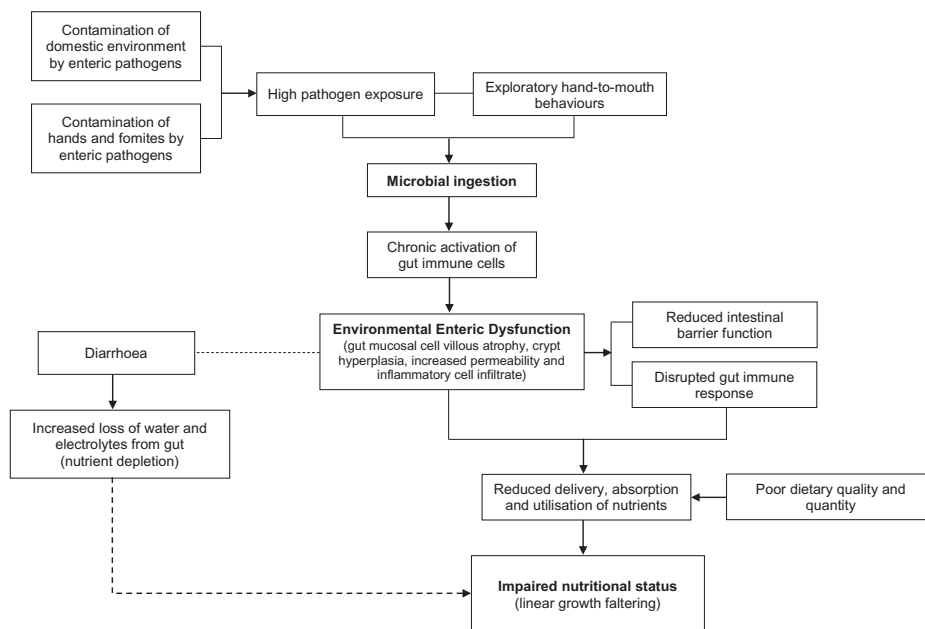 Contamination of
domestic environment
by enteric pathogens
High pathogen exposure
Exploratory hand-to-mouth
behaviours
Contamination of
hands and fomites by
enteric pathogens
Microbial ingestion
Chronic activation of
gut immune cells
Environmental Enteric Dysfunction
(gut mucosal cell villous atrophy, crypt
hyperplasia, increased permeability and
inflammatory cell infiltrate)
Reduced intestinal
barrier function
Diarrhoea
Disrupted gut immune
response
Increased loss of water and
electrolytes from gut
(nutrient depletion)
Reduced delivery, absorption
and utilisation of nutrients
Poor dietary quality and
quantity
Impaired nutritional status
(linear growth faltering)